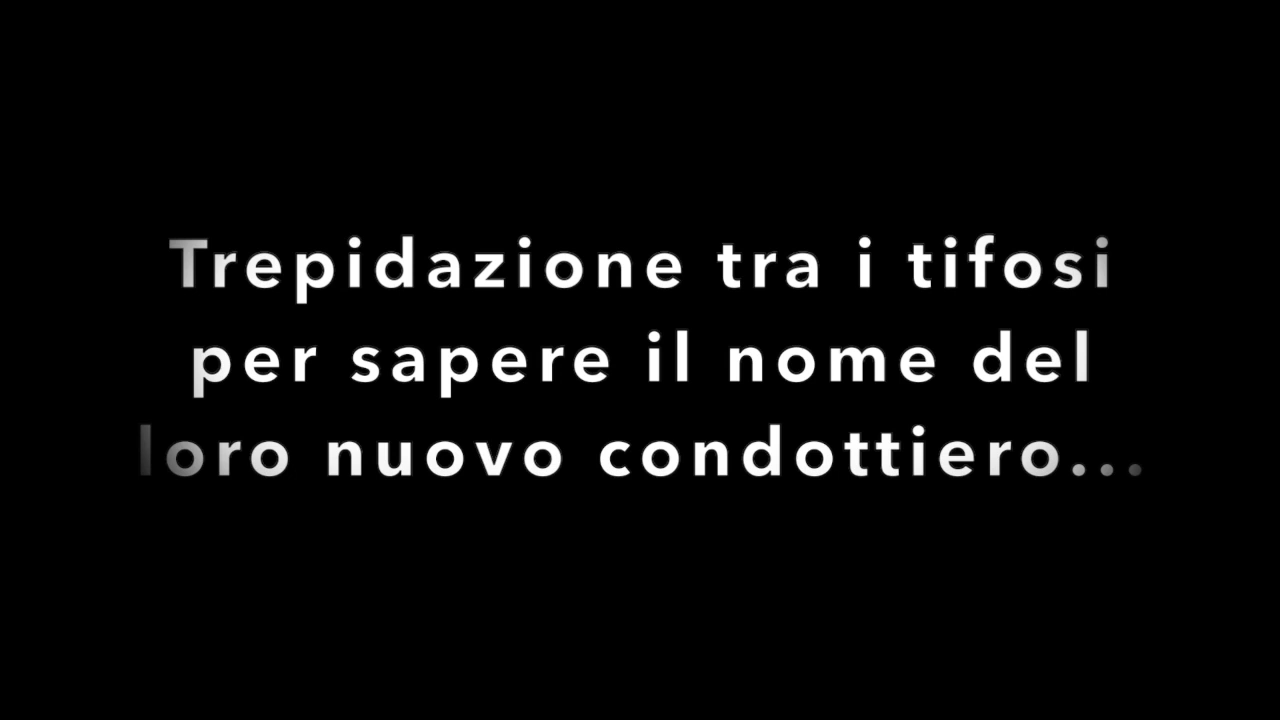 Trepidazione tra i tifosi
per sapere il nome del
loro nuovo condottiero...